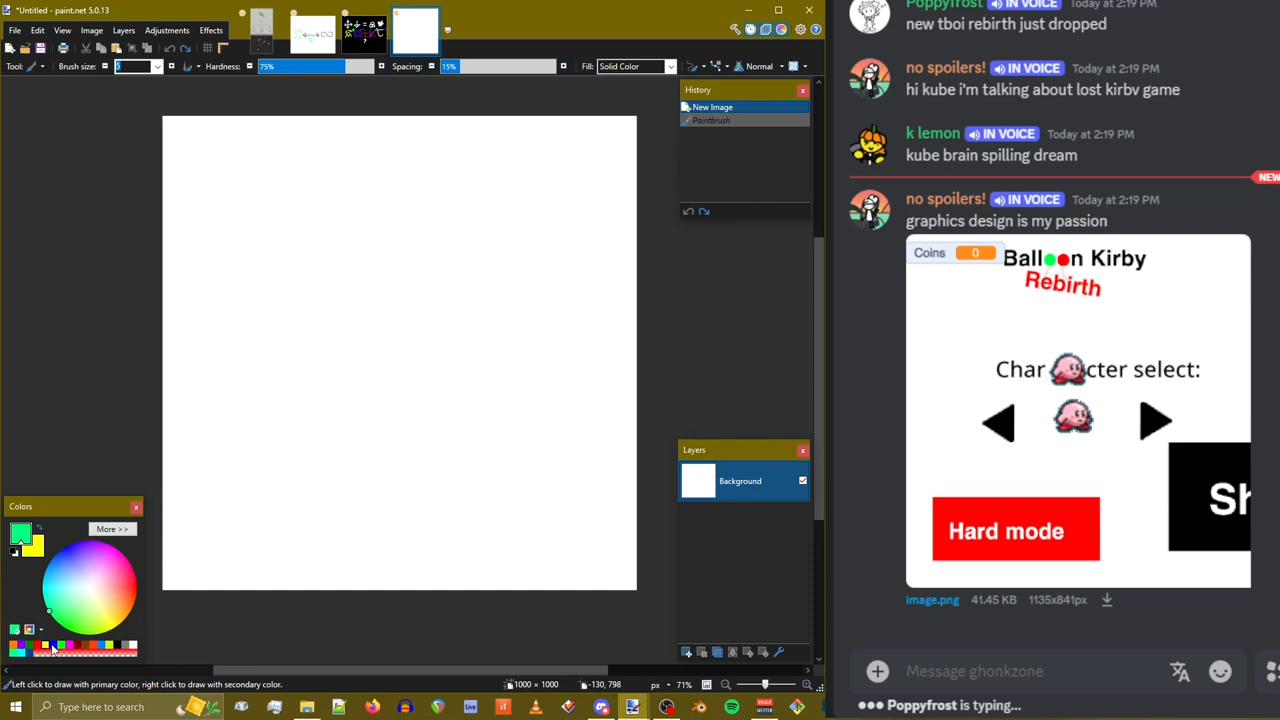 *Untitled - paint.net 5.0.13
File Edit View Image Layers Adjustments Effects
Tool: Brush size: 5 Hardness: 75% Spacing: 15% Fill: Solid Color Normal
History
New Image
Paintbrush
Layers
Background
Colors
More >>
Left click to draw with primary color, right click to draw with secondary color.
1000 × 1000
-130, 798
px
71%
Type here to search
Poppyfrost IN VOICE Today at 2:19 PM
new tboi rebirth just dropped
no spoilers! IN VOICE Today at 2:19 PM
hi kube i'm talking about lost kirby game
k lemon IN VOICE Today at 2:19 PM
kube brain spilling dream
NEW
no spoilers! IN VOICE Today at 2:19 PM
graphics design is my passion
Coins 0
Balloon Kirby
Rebirth
Char cter select:
Hard mode
Sh
image.png 41.45 KB 1135x841px
Message ghonkzone
Poppyfrost is typing...